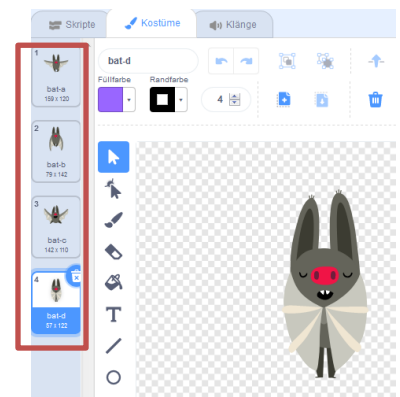 Skripte Kostüme Klänge
1
bat-a
159 x 120
2
bat-b
79 x 142
3
bat-c
142 x 110
4
bat-d
57 x 122
bat-d
Füllfarbe Randfarbe
4
T